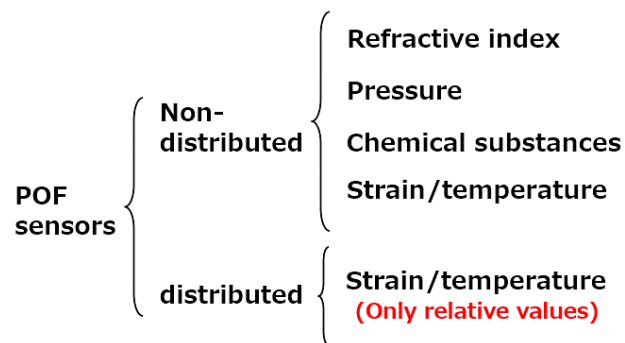 POF
sensors
Non-
distributed
Refractive index
Pressure
Chemical substances
Strain/temperature
distributed
Strain/temperature
(Only relative values)